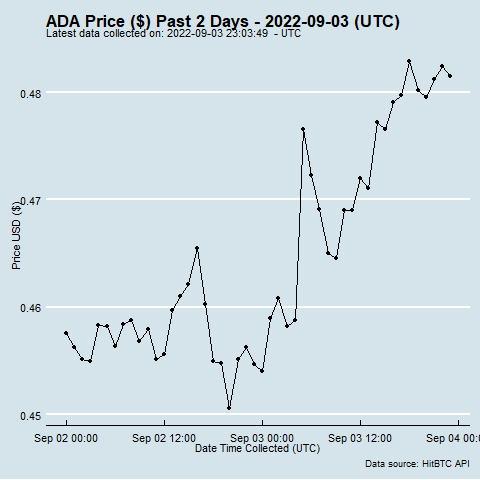 ADA Price ($) Past 2 Days - 2022-09-03 (UTC)
Latest data collected on: 2022-09-03 23:03:49 - UTC
0.48
0.47
0.46
0.45
Price USD ($)
Sep 02 00:00 Sep 02 12:00 Sep 03 00:00 Sep 03 12:00 Sep 04 00:
Date Time Collected (UTC)
Data source: HitBTC API